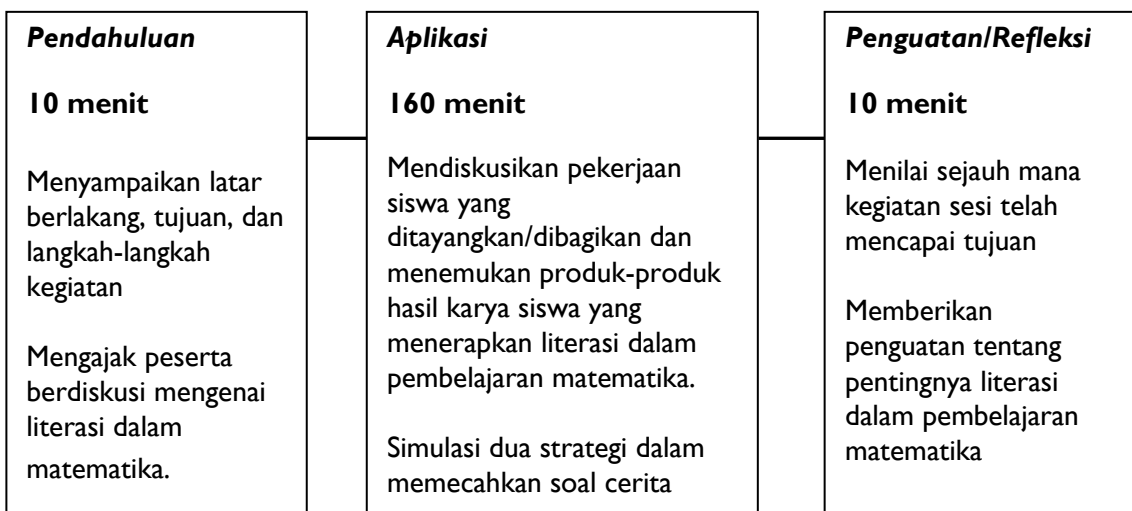 Pendahuluan
10 menit
Menyampaikan latar
berlakang, tujuan, dan
langkah-langkah
kegiatan
Mengajak peserta
berdiskusi mengenai
literasi dalam
matematika.
Aplikasi
160 menit
Mendiskusikan pekerjaan
siswa yang
ditayangkan/dibagikan dan
menemukan produk-produk
hasil karya siswa yang
menerapkan literasi dalam
pembelajaran matematika.
Simulasi dua strategi dalam
memecahkan soal cerita
Penguatan/Refleksi
10 menit
Menilai sejauh mana
kegiatan sesi telah
mencapai tujuan
Memberikan
penguatan tentang
pentingnya literasi
dalam pembelajaran
matematika